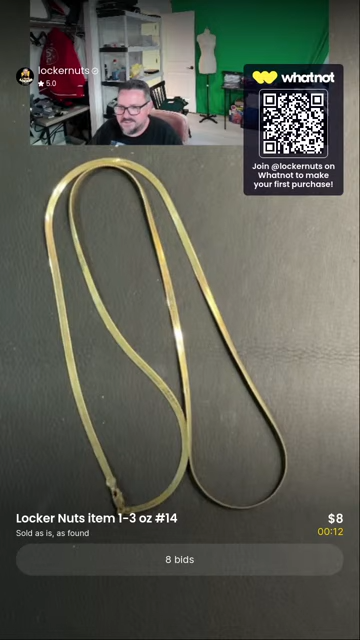 lockernuts
5.0
whatnot
Join @lockernuts on
Whatnot to make
your first purchase!
Locker Nuts item 1-3 oz #14
$8
Sold as is, as found
00:12
8 bids